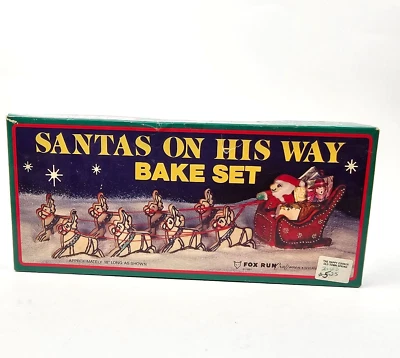 SANTAS ON HIS WAY
BAKE SET
APPROXIMATELY 18" LONG AS SHOWN
FOX RUN